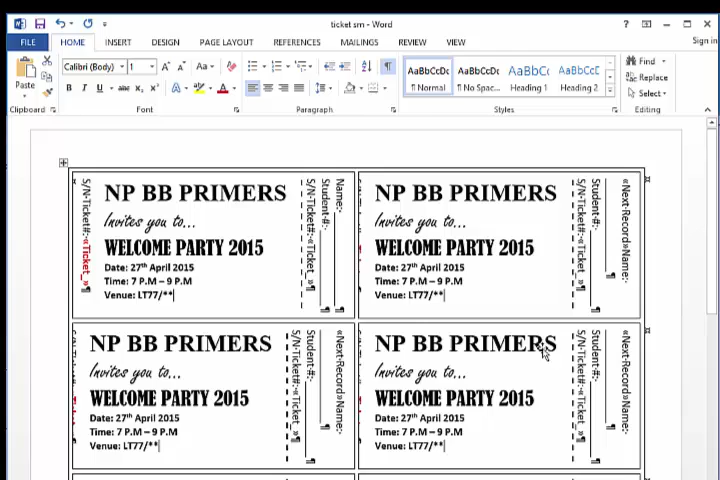 ticket sm - Word
Sign in
FILE HOME INSERT DESIGN PAGE LAYOUT REFERENCES MAILINGS REVIEW VIEW
Paste
Calibri (Body) 1
Clipboard
Font
Paragraph
Styles
Editing
AaBbCcDc AaBbCcDc AaBbC AaBbCcC
¶ Normal ¶ No Spac... Heading 1 Heading 2
Find
Replace
Select
S/N-Ticket#:-«Ticket_»¶
NP BB PRIMERS
Invites you to...
WELCOME PARTY 2015
Date: 27th April 2015
Time: 7 P.M – 9 P.M
Venue: LT77/**
Name:-
Student-#:-
S/N-Ticket#:-«Ticket_»¶
NP BB PRIMERS
Invites you to...
WELCOME PARTY 2015
Date: 27th April 2015
Time: 7 P.M – 9 P.M
Venue: LT77/**
«Next-Record»Name:-
Student-#:-
S/N-Ticket#:-«Ticket_»¶
NP BB PRIMERS
Invites you to...
WELCOME PARTY 2015
Date: 27th April 2015
Time: 7 P.M – 9 P.M
Venue: LT77/**
«Next-Record»Name:-
Student-#:-
S/N-Ticket#:-«Ticket_»¶
NP BB PRIMERS
Invites you to...
WELCOME PARTY 2015
Date: 27th April 2015
Time: 7 P.M – 9 P.M
Venue: LT77/**
«Next-Record»Name:-
Student-#:-
S/N-Ticket#:-«Ticket_»¶